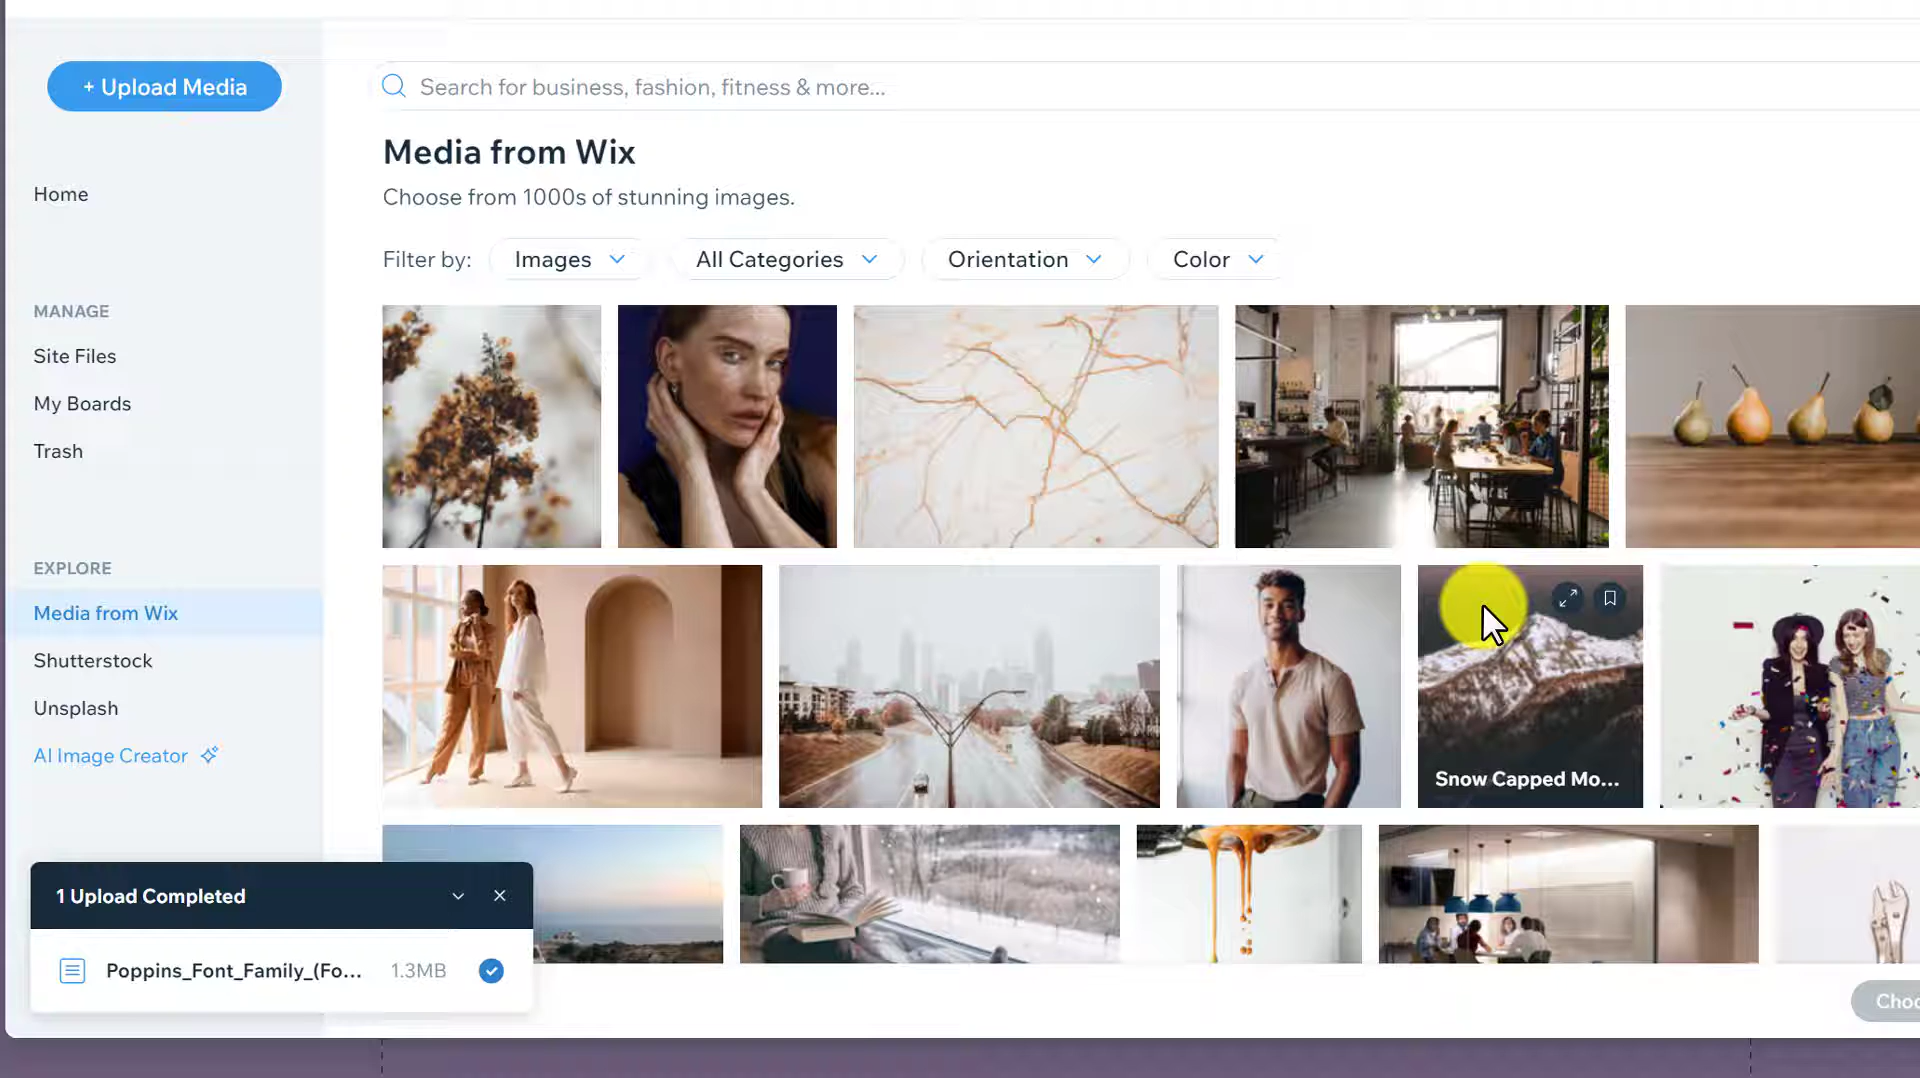 + Upload Media
Search for business, fashion, fitness & more...
Media from Wix
Choose from 1000s of stunning images.
Filter by:
Images
All Categories
Orientation
Color
Home
MANAGE
Site Files
My Boards
Trash
EXPLORE
Media from Wix
Shutterstock
Unsplash
AI Image Creator
Snow Capped Mo...
1 Upload Completed
Poppins_Font_Family_(Fo...
1.3MB
Choo